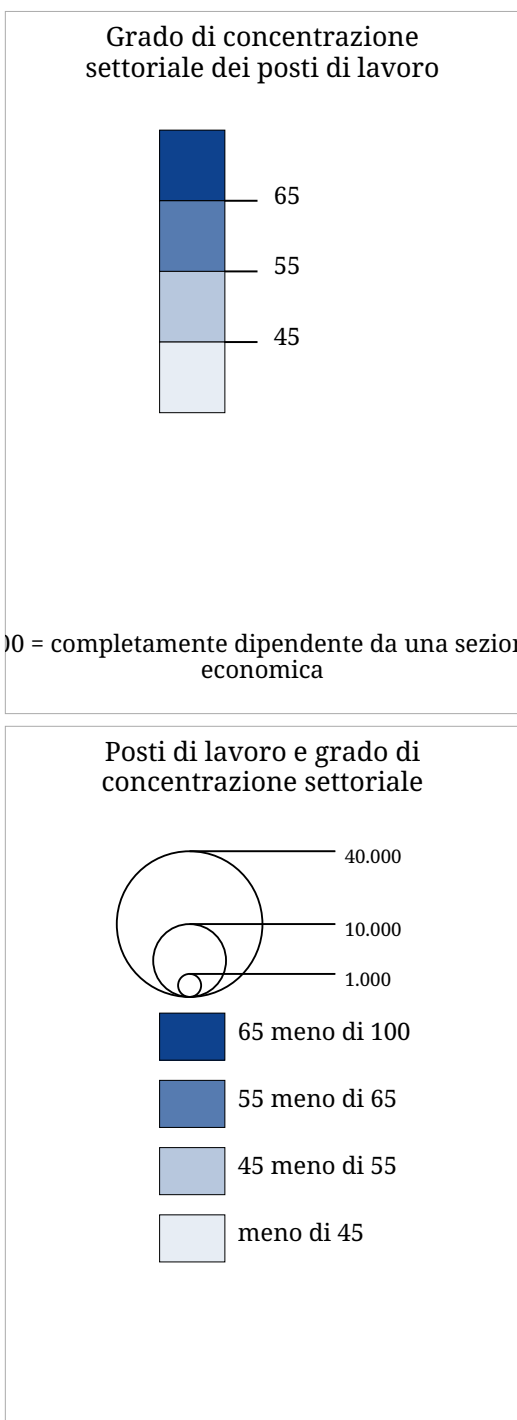 Grado di concentrazione
settoriale dei posti di lavoro
65
55
45
00 = completamente dipendente da una
economica
Posti di lavoro e grado di
concentrazione settoriale
40.000
10.000
1.000
65 meno di 100
55 meno di 65
45 meno di 55
meno di 45